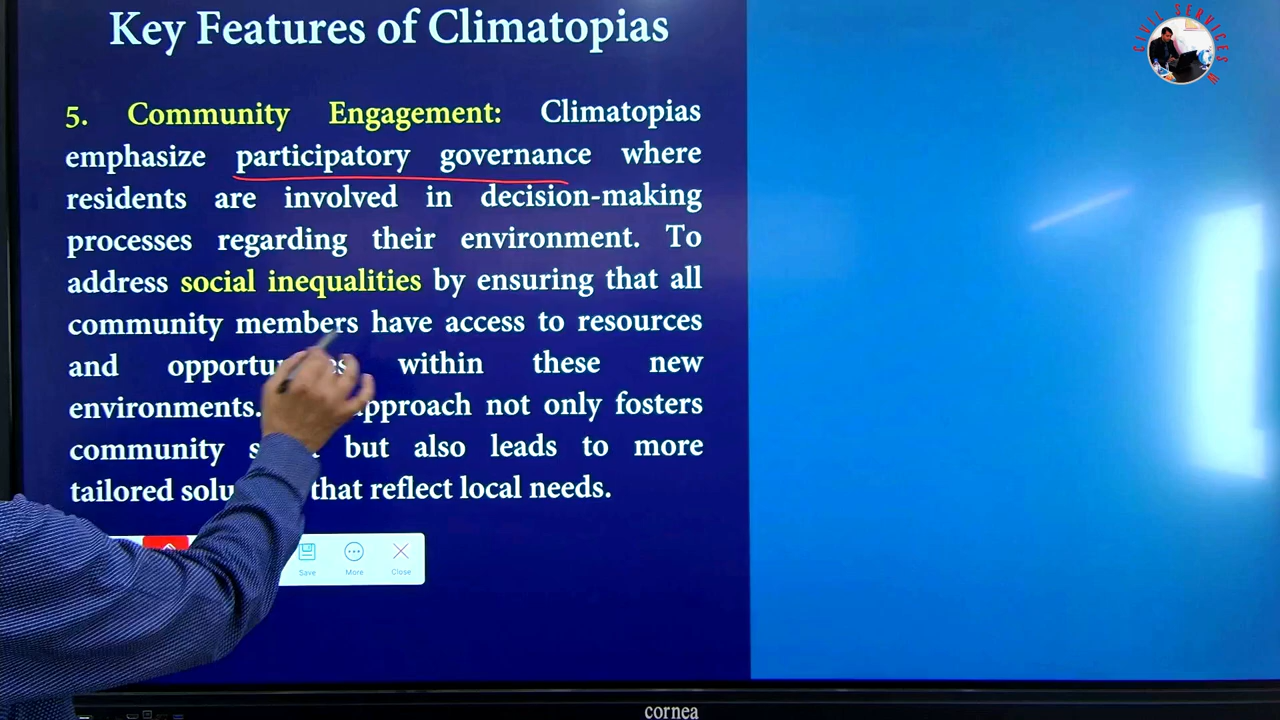 Key Features of Climatopias
5. Community Engagement: Climatopias
emphasize participatory governance where
residents are involved in decision-making
processes regarding their environment. To
address social inequalities by ensuring that all
community members have access to resources
and within these new
environments. approach not only fosters
community but also leads to more
tailored that reflect local needs.
Save More Close
cornea
CIVIL SERVICES